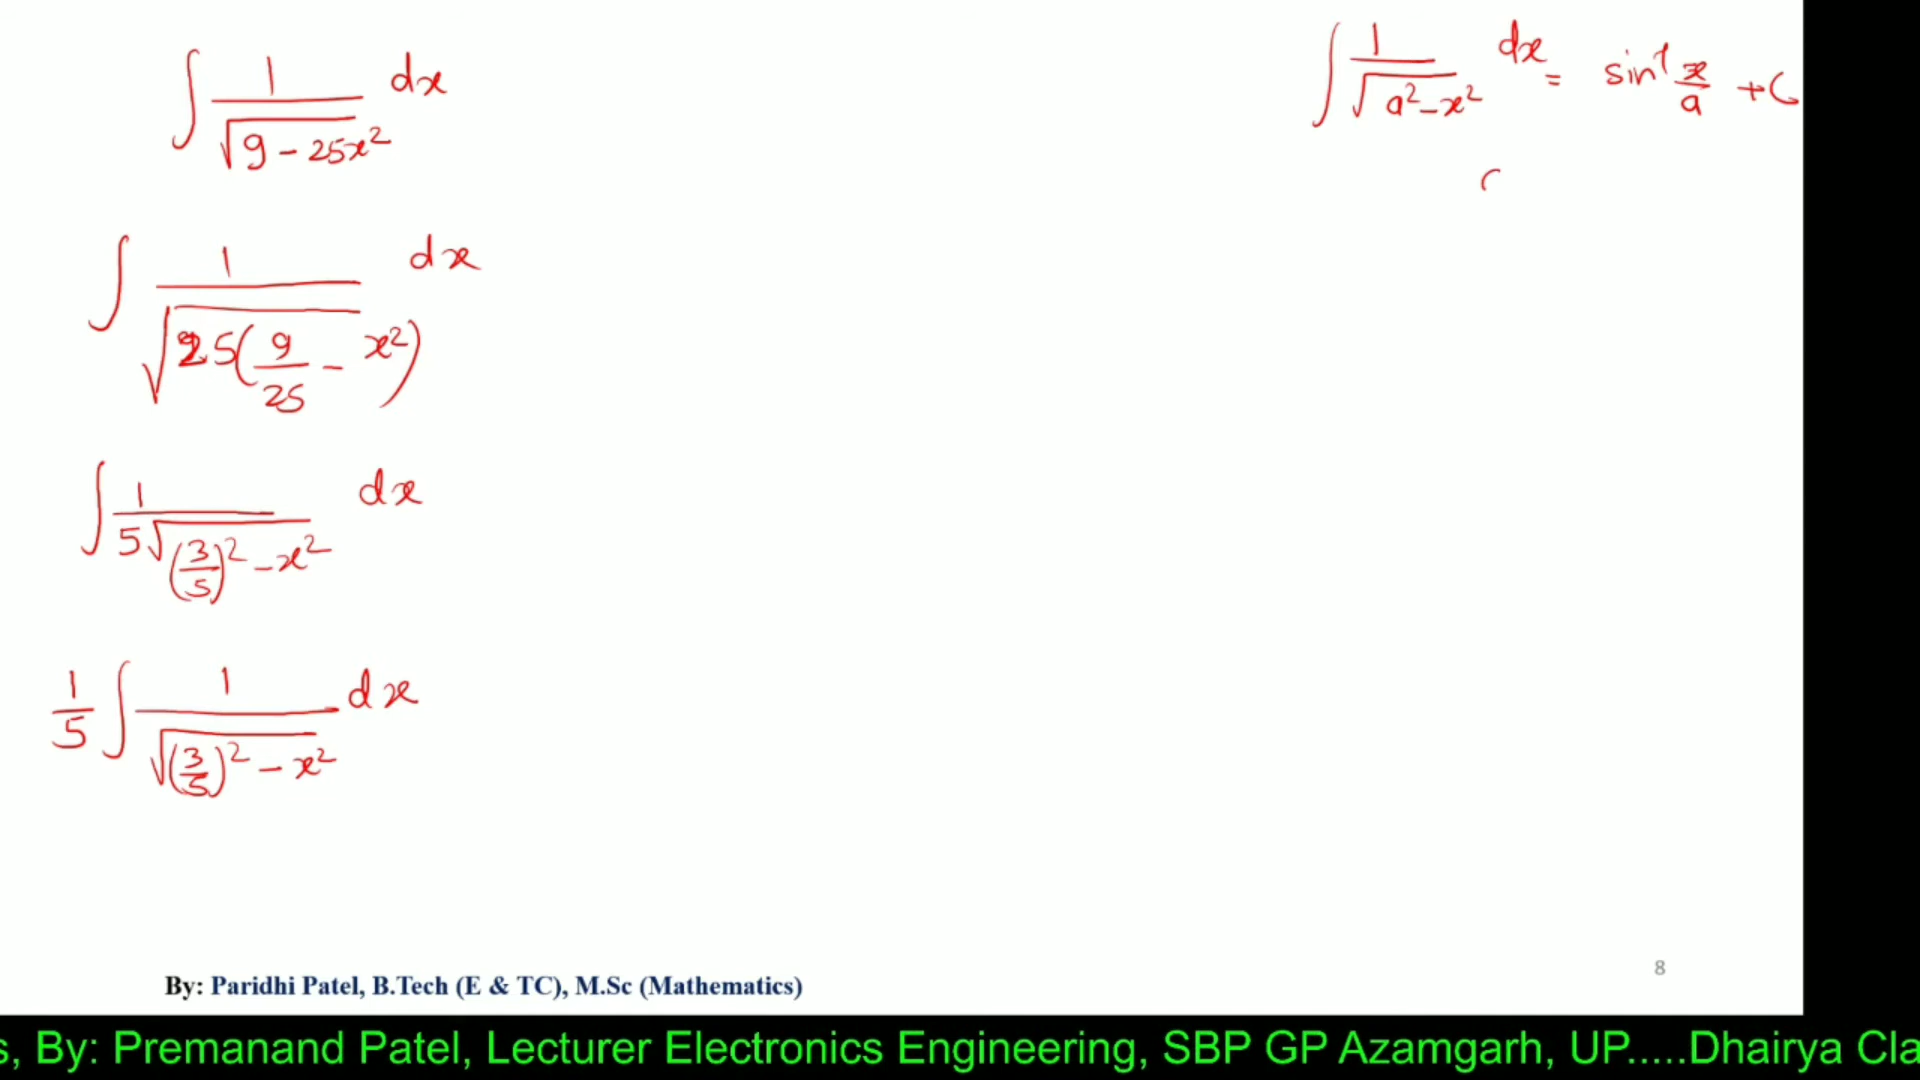 ∫ 1/√(9 - 25x²) dx
∫ 1/√(a² - x²) dx = sin⁻¹ x/a + C
∫ 1/√(25(9/25 - x²)) dx
∫ 1/(5√((3/5)² - x²)) dx
1/5 ∫ 1/√((3/5)² - x²) dx
8
By: Paridhi Patel, B.Tech (E & TC), M.Sc (Mathematics)
s, By: Premanand Patel, Lecturer Electronics Engineering, SBP GP Azamgarh, UP.....Dhairya Cla